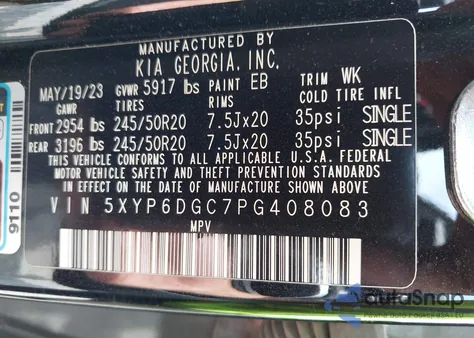 MANUFACTURED BY
KIA GEORGIA, INC.
MAY/19/23 GVWR 5917 lbs PAINT EB TRIM WK
GAWR TIRES RIMS COLD TIRE INFL
FRONT 2954 lbs 245/50R20 7.5Jx20 35psi SINGLE
REAR 3196 lbs 245/50R20 7.5Jx20 35psi SINGLE
THIS VEHICLE CONFORMS TO ALL APPLICABLE U.S.A. FEDERAL
MOTOR VEHICLE SAFETY AND THEFT PREVENTION STANDARDS
IN EFFECT ON THE DATE OF MANUFACTURE SHOWN ABOVE
VIN 5XYP6DGC7PG408083
MPV
9110
autoSnap